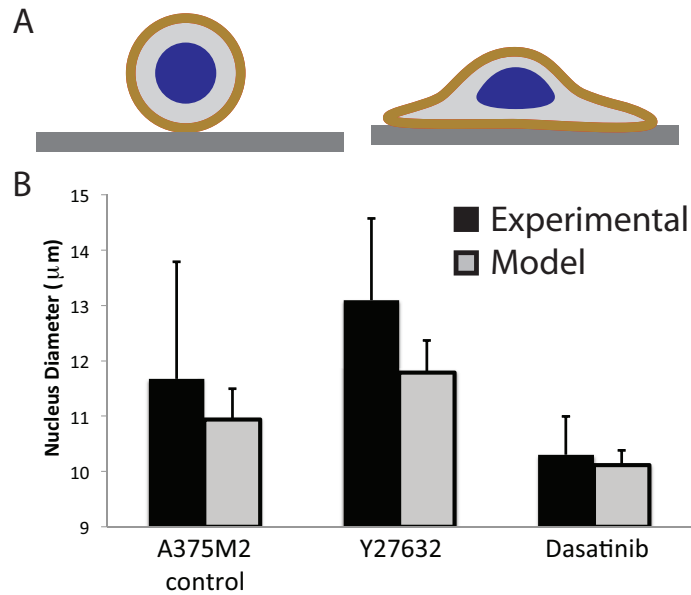 A
B
Nucleus Diameter (μm)
15
14
13
12
11
10
9
Experimental
Model
A375M2
control
Y27632
Dasatinib